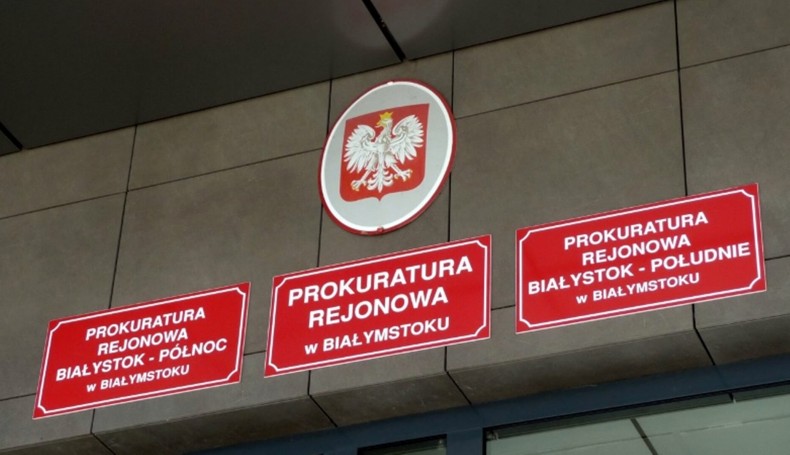 PROKURATURA
REJONOWA
BIAŁYSTOK - PÓŁNOC
w BIAŁYMSTOKU
PROKURATURA
REJONOWA
w BIAŁYMSTOKU
PROKURATURA
REJONOWA
BIAŁYSTOK - POŁUDNIE
w BIAŁYMSTOKU